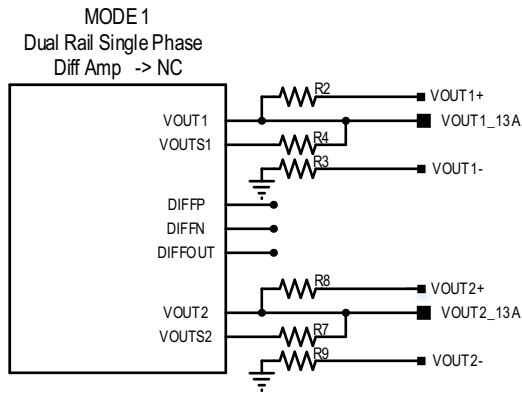 MODE 1
Dual Rail Single Phase
Diff Amp -> NC
R2
VOUT1+
VOUT1
VOUT1_13A
VOUTS1
R4
R3
VOUT1-
DIFFP
DIFFN
DIFFOUT
R8
VOUT2+
VOUT2
VOUT2_13A
VOUTS2
R7
R9
VOUT2-